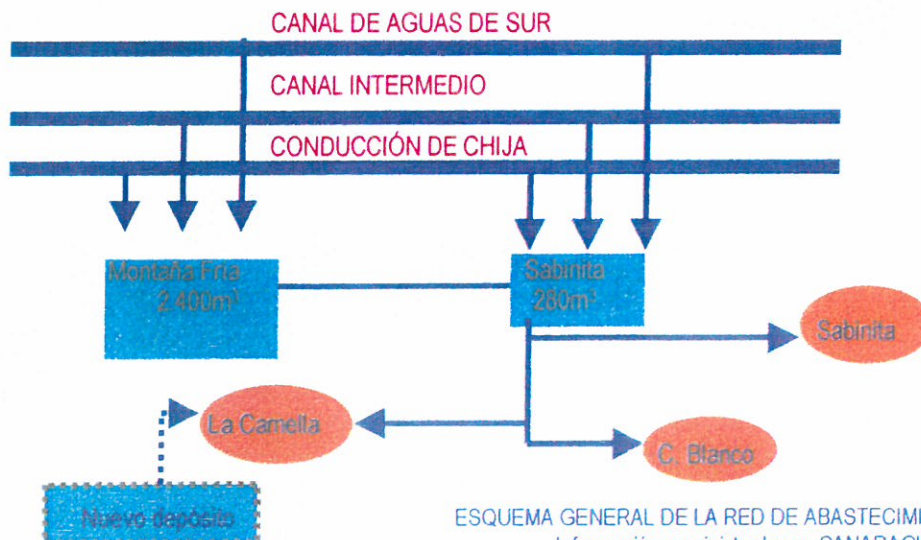 CANAL DE AGUAS DE SUR
CANAL INTERMEDIO
CONDUCCIÓN DE CHIJA
Montaña Fría
2.400m³
Sabinita
280m³
Sabinita
La Camella
C. Blanco
Nuevo depósito
ESQUEMA GENERAL DE LA RED DE ABASTECIMI